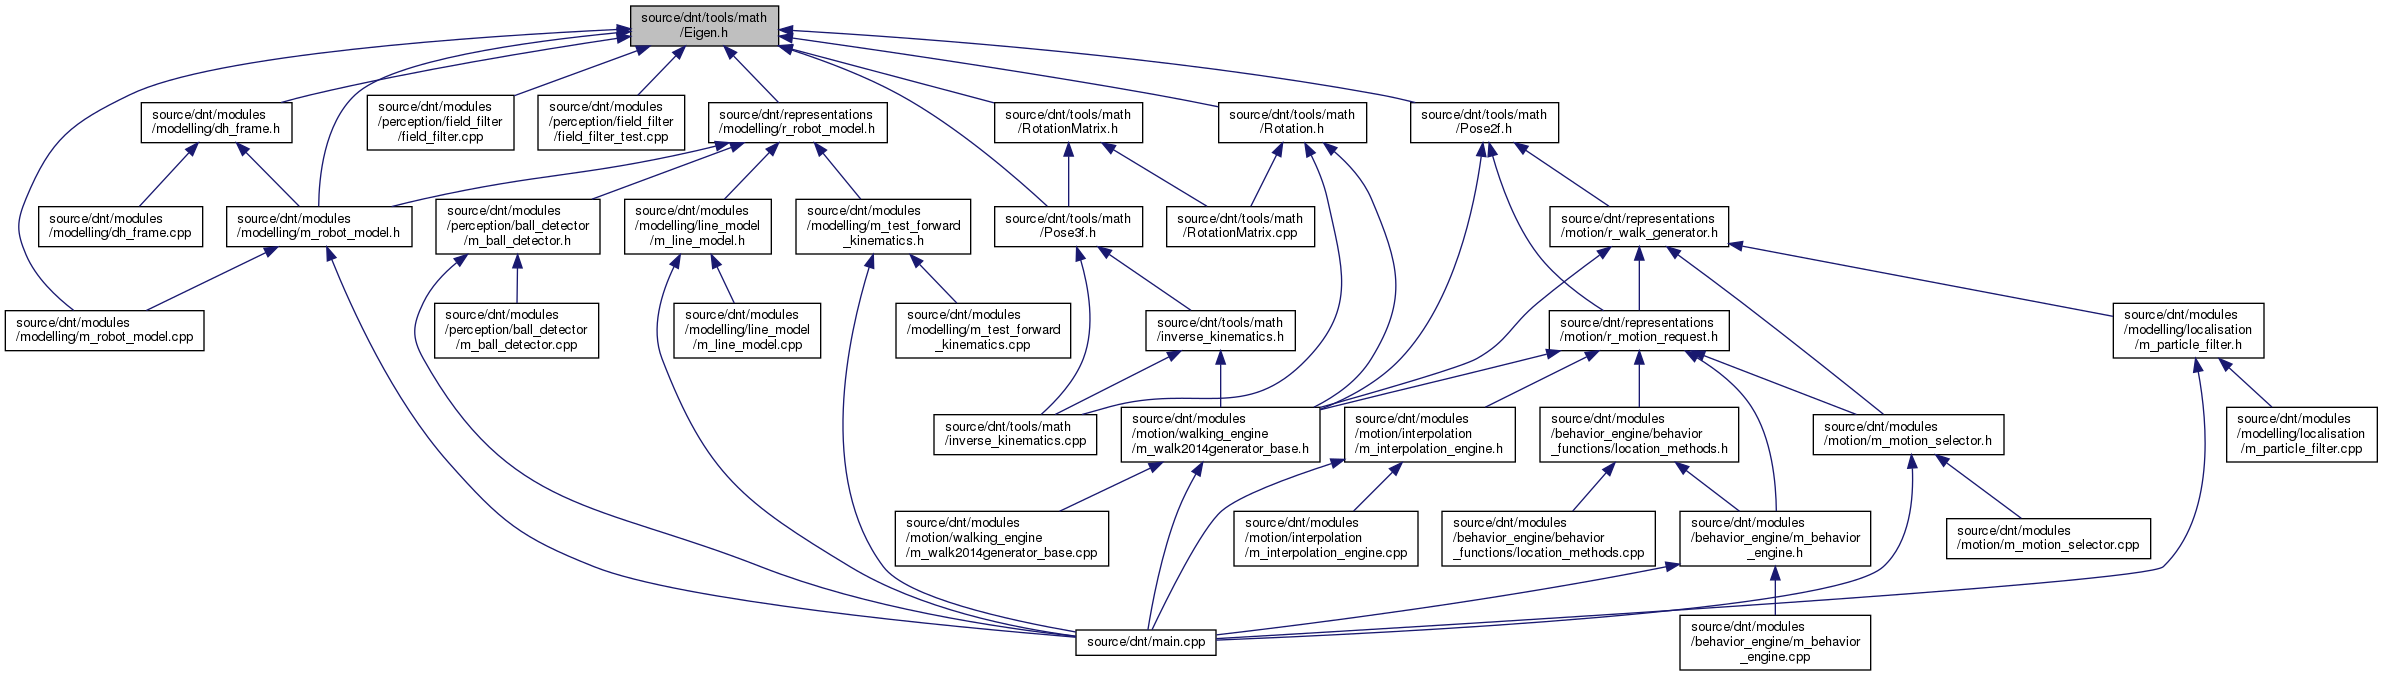 source/dnt/tools/math
/Eigen.h
source/dnt/modules
/modelling/dh_frame.h
source/dnt/modules
/perception/field_filter
/field_filter.cpp
source/dnt/modules
/perception/field_filter
/field_filter_test.cpp
source/dnt/representations
/modelling/r_robot_model.h
source/dnt/tools/math
/RotationMatrix.h
source/dnt/tools/math
/Rotation.h
source/dnt/tools/math
/Pose2f.h
source/dnt/modules
/modelling/dh_frame.cpp
source/dnt/modules
/modelling/m_robot_model.h
source/dnt/modules
/perception/ball_detector
/m_ball_detector.h
source/dnt/modules
/modelling/line_model
/m_line_model.h
source/dnt/modules
/modelling/m_test_forward
_kinematics.h
source/dnt/tools/math
/Pose3f.h
source/dnt/tools/math
/RotationMatrix.cpp
source/dnt/representations
/motion/r_walk_generator.h
source/dnt/modules
/modelling/m_robot_model.cpp
source/dnt/modules
/perception/ball_detector
/m_ball_detector.cpp
source/dnt/modules
/modelling/line_model
/m_line_model.cpp
source/dnt/modules
/modelling/m_test_forward
_kinematics.cpp
source/dnt/tools/math
/inverse_kinematics.h
source/dnt/representations
/motion/r_motion_request.h
source/dnt/modules
/modelling/localisation
/m_particle_filter.h
source/dnt/tools/math
/inverse_kinematics.cpp
source/dnt/modules
/motion/walking_engine
/m_walk2014generator_base.h
source/dnt/modules
/motion/interpolation
/m_interpolation_engine.h
source/dnt/modules
/behavior_engine/behavior
_functions/location_methods.h
source/dnt/modules
/motion/m_motion_selector.h
source/dnt/modules
/modelling/localisation
/m_particle_filter.cpp
source/dnt/modules
/motion/walking_engine
/m_walk2014generator_base.cpp
source/dnt/modules
/motion/interpolation
/m_interpolation_engine.cpp
source/dnt/modules
/behavior_engine/behavior
_functions/location_methods.cpp
source/dnt/modules
/behavior_engine/m_behavior
_engine.h
source/dnt/modules
/motion/m_motion_selector.cpp
source/dnt/main.cpp
source/dnt/modules
/behavior_engine/m_behavior
_engine.cpp